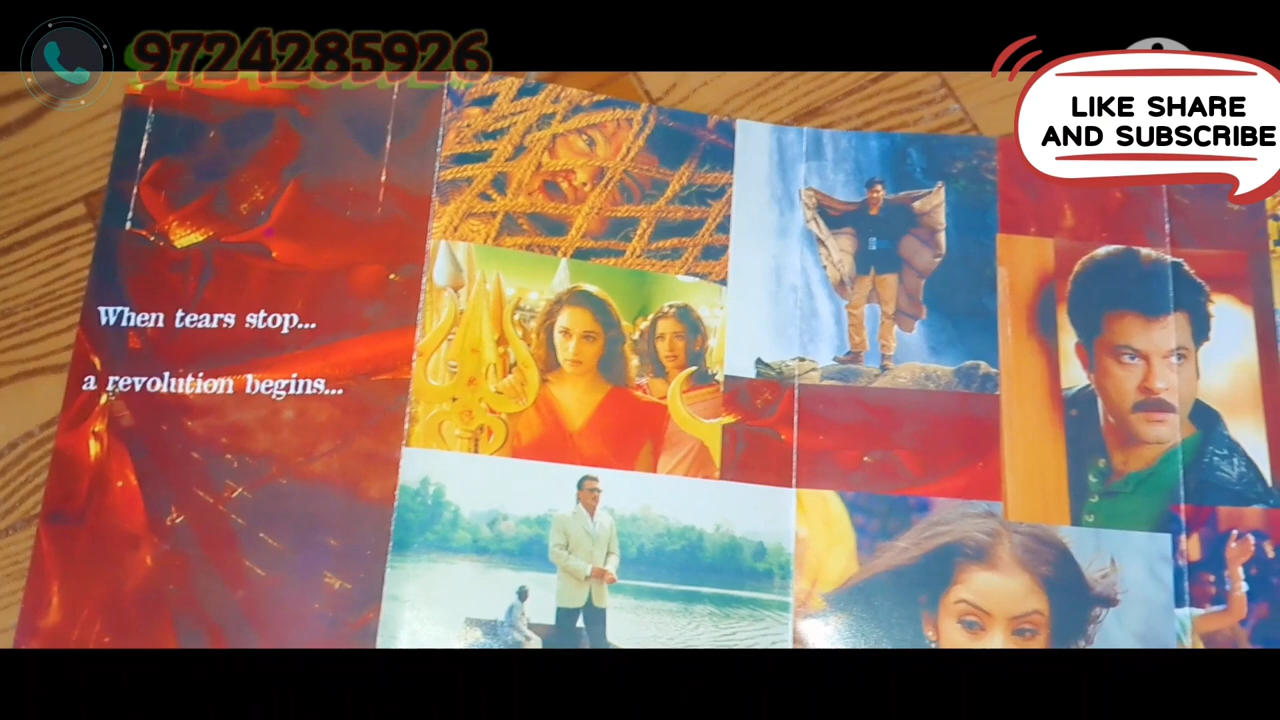 9724285926
LIKE SHARE
AND SUBSCRIBE
When tears stop...
a revolution begins...